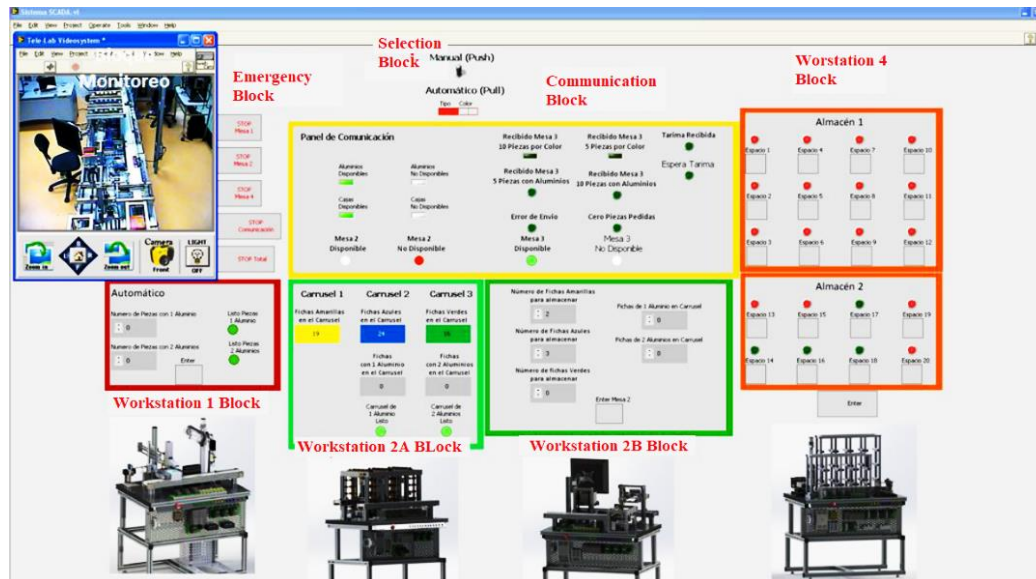 Sistema SCADA.vi
File Edit View Project Operate Tools Window Help
Tele Lab Videosystem *
File Edit View Project
Window Help
Monitoreo
Zoom in
Zoom out
Camera
Front
LIGHT
OFF
Emergency
Block
STOP
Mesa 1
STOP
Mesa 2
STOP
Mesa 4
STOP
Comunicación
STOP Total
Selection
Block
Manual (Push)
Automático (Pull)
Tipo Color
Communication
Block
Panel de Comunicación
Aluminios
Disponibles
Aluminios
No Disponibles
Cajas
Disponibles
Cajas
No Disponibles
Mesa 2
Disponible
Mesa 2
No Disponible
Recibido Mesa 3
10 Piezas por Color
Recibido Mesa 3
5 Piezas por Color
Tarima Recibida
Recibido Mesa 3
5 Piezas con Aluminios
Recibido Mesa 3
10 Piezas con Aluminios
Espera Tarima
Error de Envío
Cero Piezas Pedidas
Mesa 3
Disponible
Mesa 3
No Disponible
Worstation 4
Block
Almacén 1
Espacio 1 Espacio 4 Espacio 7 Espacio 10
Espacio 2 Espacio 5 Espacio 8 Espacio 11
Espacio 3 Espacio 6 Espacio 9 Espacio 12
Almacén 2
Espacio 13 Espacio 15 Espacio 17 Espacio 19
Espacio 14 Espacio 16 Espacio 18 Espacio 20
Enter
Automático
Número de Piezas con 1 Aluminio
0
Listo Piezas
1 Aluminio
Número de Piezas con 2 Aluminios
0
Enter
Listo Piezas
2 Aluminios
Workstation 1 Block
Carrusel 1 Carrusel 2 Carrusel 3
Fichas Amarillas
en el Carrusel
19
Fichas Azules
en el Carrusel
24
Fichas Verdes
en el Carrusel
Fichas
con 1 Aluminio
en el Carrusel
0
Fichas
con 2 Aluminios
en el Carrusel
0
Carrusel de
1 Aluminio
Listo
Carrusel de
2 Aluminios
Listo
Workstation 2A BLock
Número de Fichas Amarillas
para almacenar
2
Número de Fichas Azules
para almacenar
3
Número de fichas Verdes
para almacenar
0
Fichas de 1 Aluminio en Carrusel
0
Fichas de 2 Aluminios en Carrusel
0
Enter Mesa 2
Workstation 2B Block